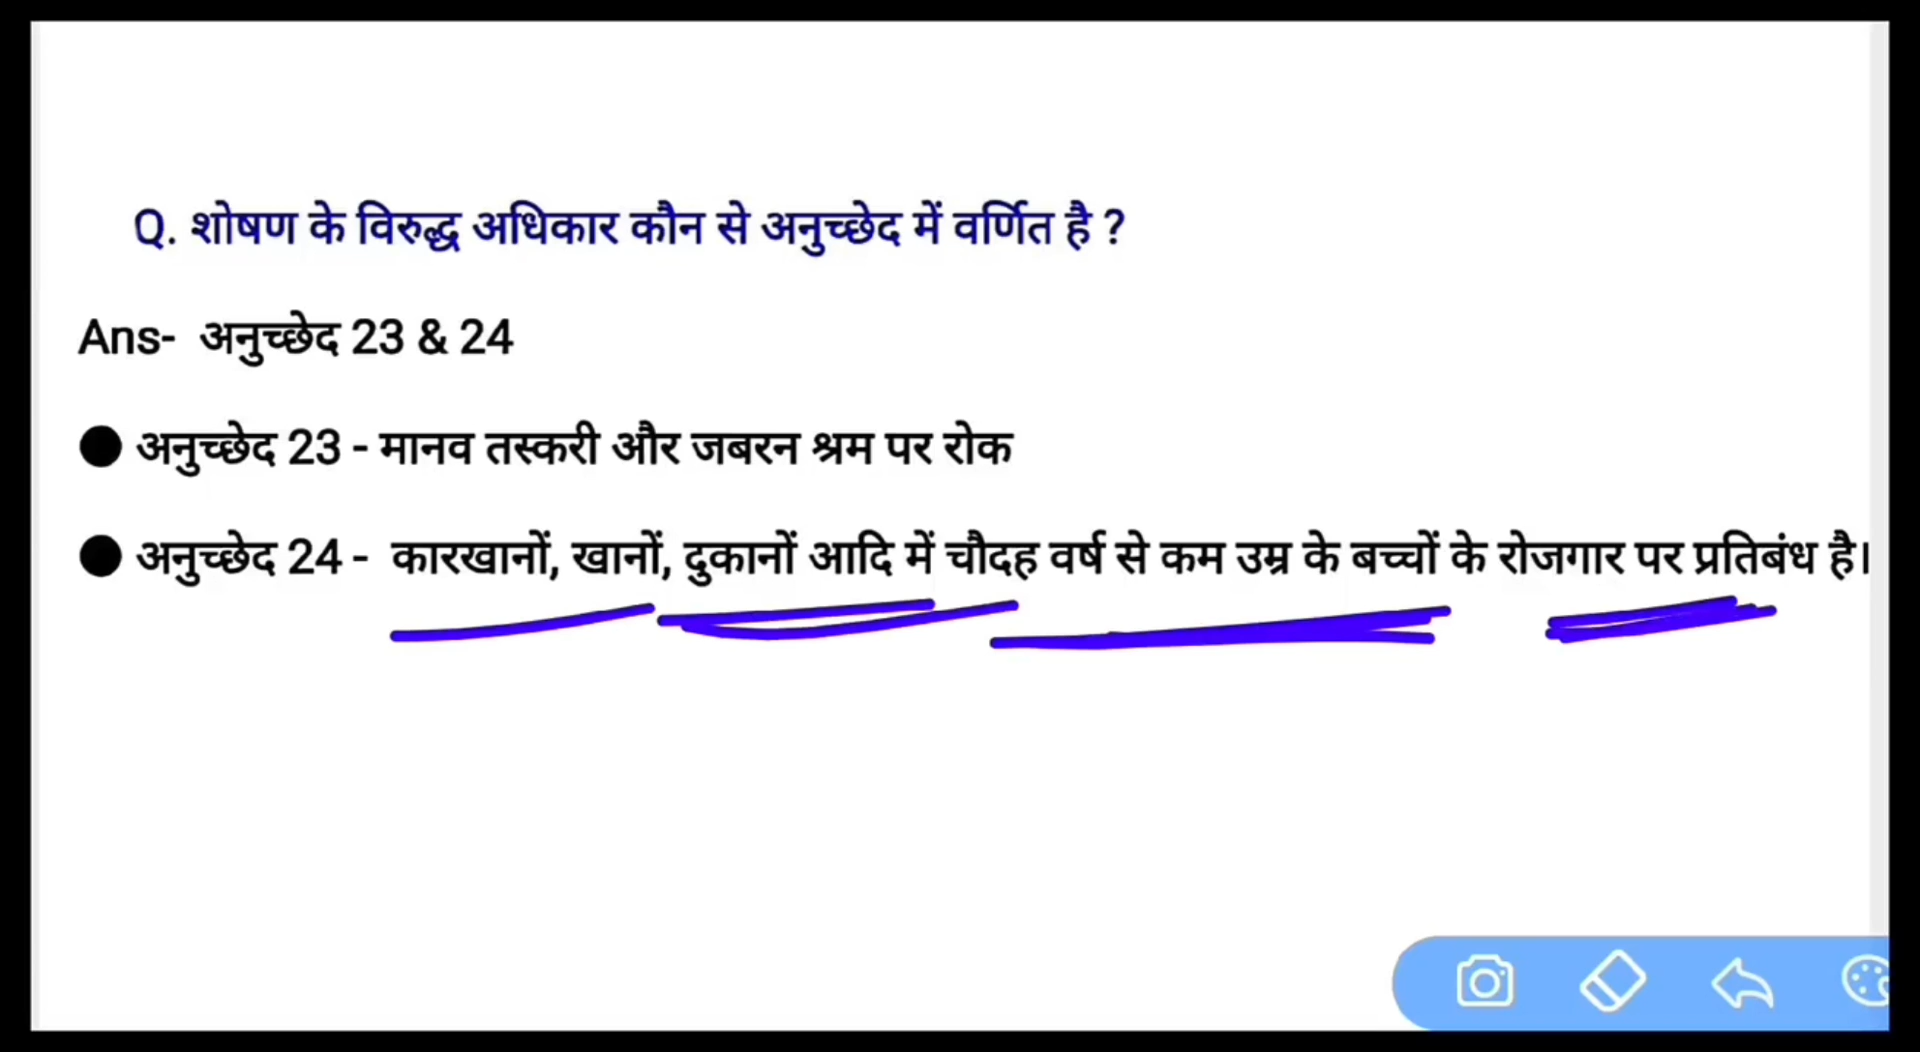 Q. शोषण के विरुद्ध अधिकार कौन से अनुच्छेद में वर्णित है ?
Ans- अनुच्छेद 23 & 24
● अनुच्छेद 23 - मानव तस्करी और जबरन श्रम पर रोक
● अनुच्छेद 24 - कारखानों, खानों, दुकानों आदि में चौदह वर्ष से कम उम्र के बच्चों के रोजगार पर प्रतिबंध है।